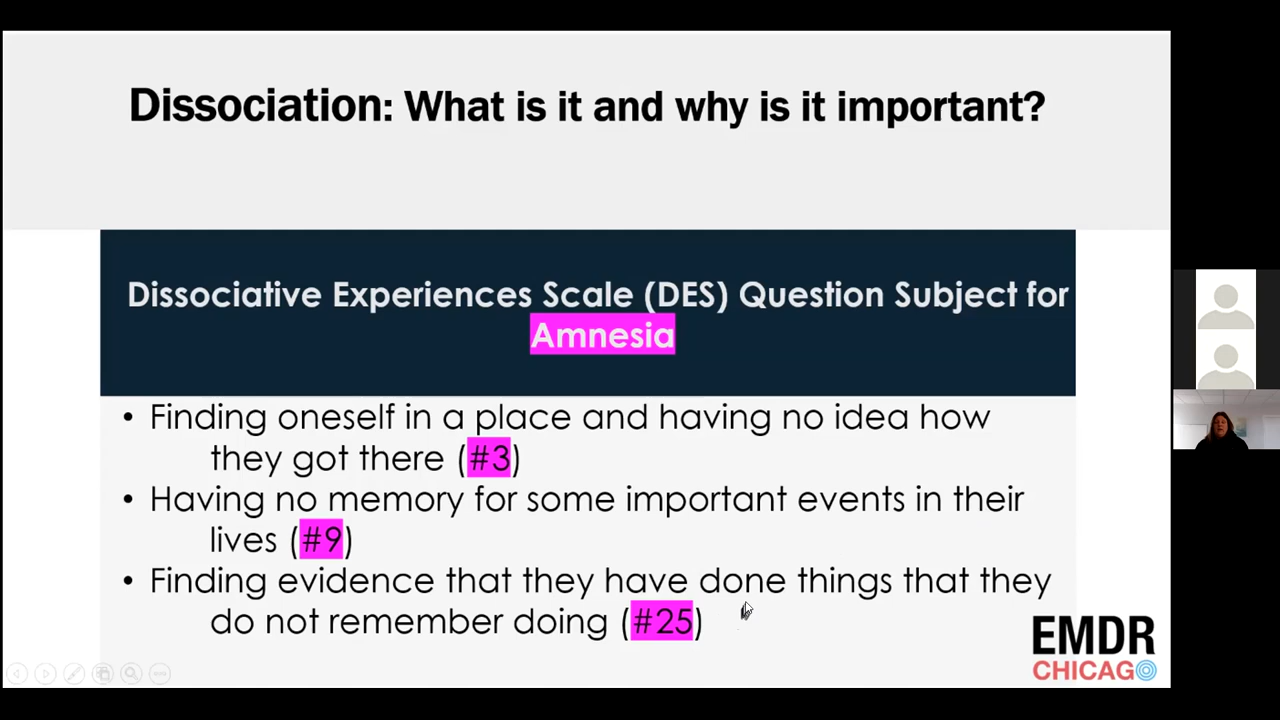 Dissociation: What is it and why is it important?
Dissociative Experiences Scale (DES) Question Subject for
Amnesia
• Finding oneself in a place and having no idea how
they got there (#3)
• Having no memory for some important events in their
lives (#9)
• Finding evidence that they have done things that they
do not remember doing (#25)
EMDR
CHICAGO